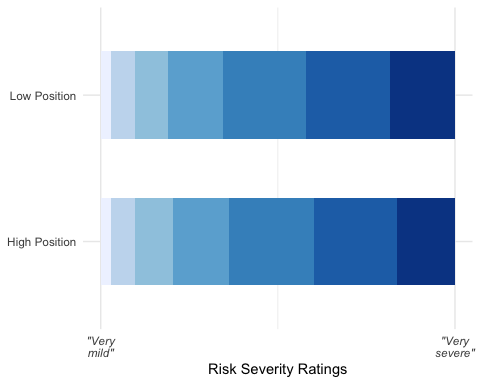 Low Position
High Position
"Very
mild"
"Very
severe"
Risk Severity Ratings